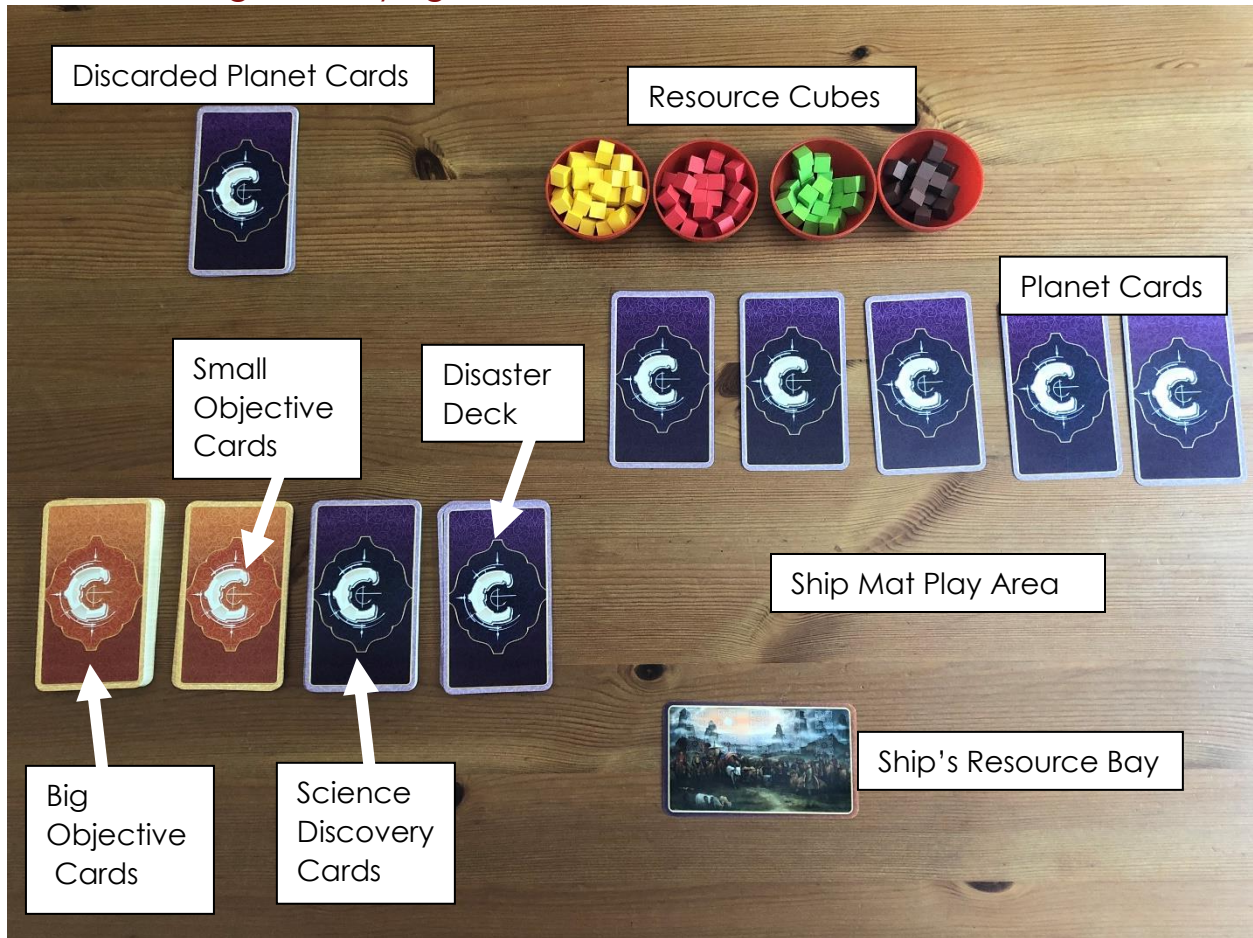 Discarded Planet Cards
Resource Cubes
Planet Cards
Small
Objective
Cards
Disaster
Deck
Ship Mat Play Area
Ship's Resource Bay
Big
Objective
Cards
Science
Discovery
Cards
C
C
C
C
C
C
C
C
C
C